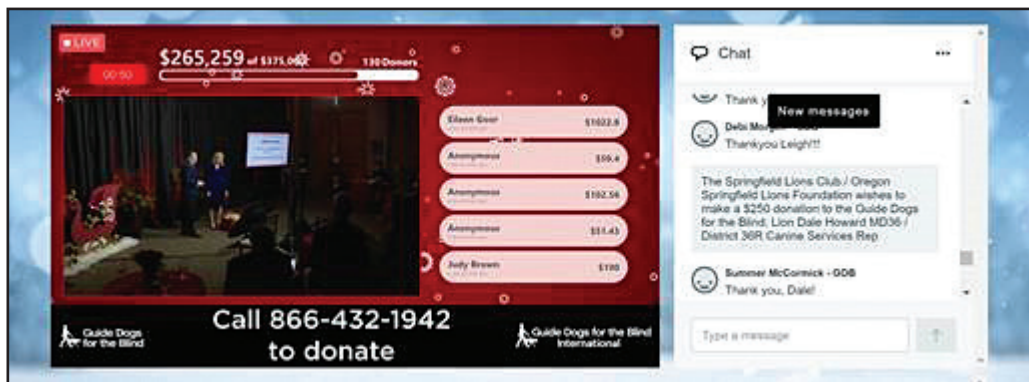 LIVE
00:50
$265,259 of $375,000
130 Donors
Eileen Goor
$1022.8
Anonymous
$59.4
Anonymous
$102.56
Anonymous
$51.43
Judy Brown
$100
Guide Dogs
for the Blind
Call 866-432-1942
to donate
Guide Dogs for the Blind
International
Chat
Thank
New messages
Debi
Thankyou Leigh!!!
The Springfield Lions Club / Oregon
Springfield Lions Foundation wishes to
make a $250 donation to the Guide Dogs
for the Blind, Lion Dale Howard MD36 /
District 36R Canine Services Rep
Summer McCormick - GDB
Thank you, Dale!
Type a message